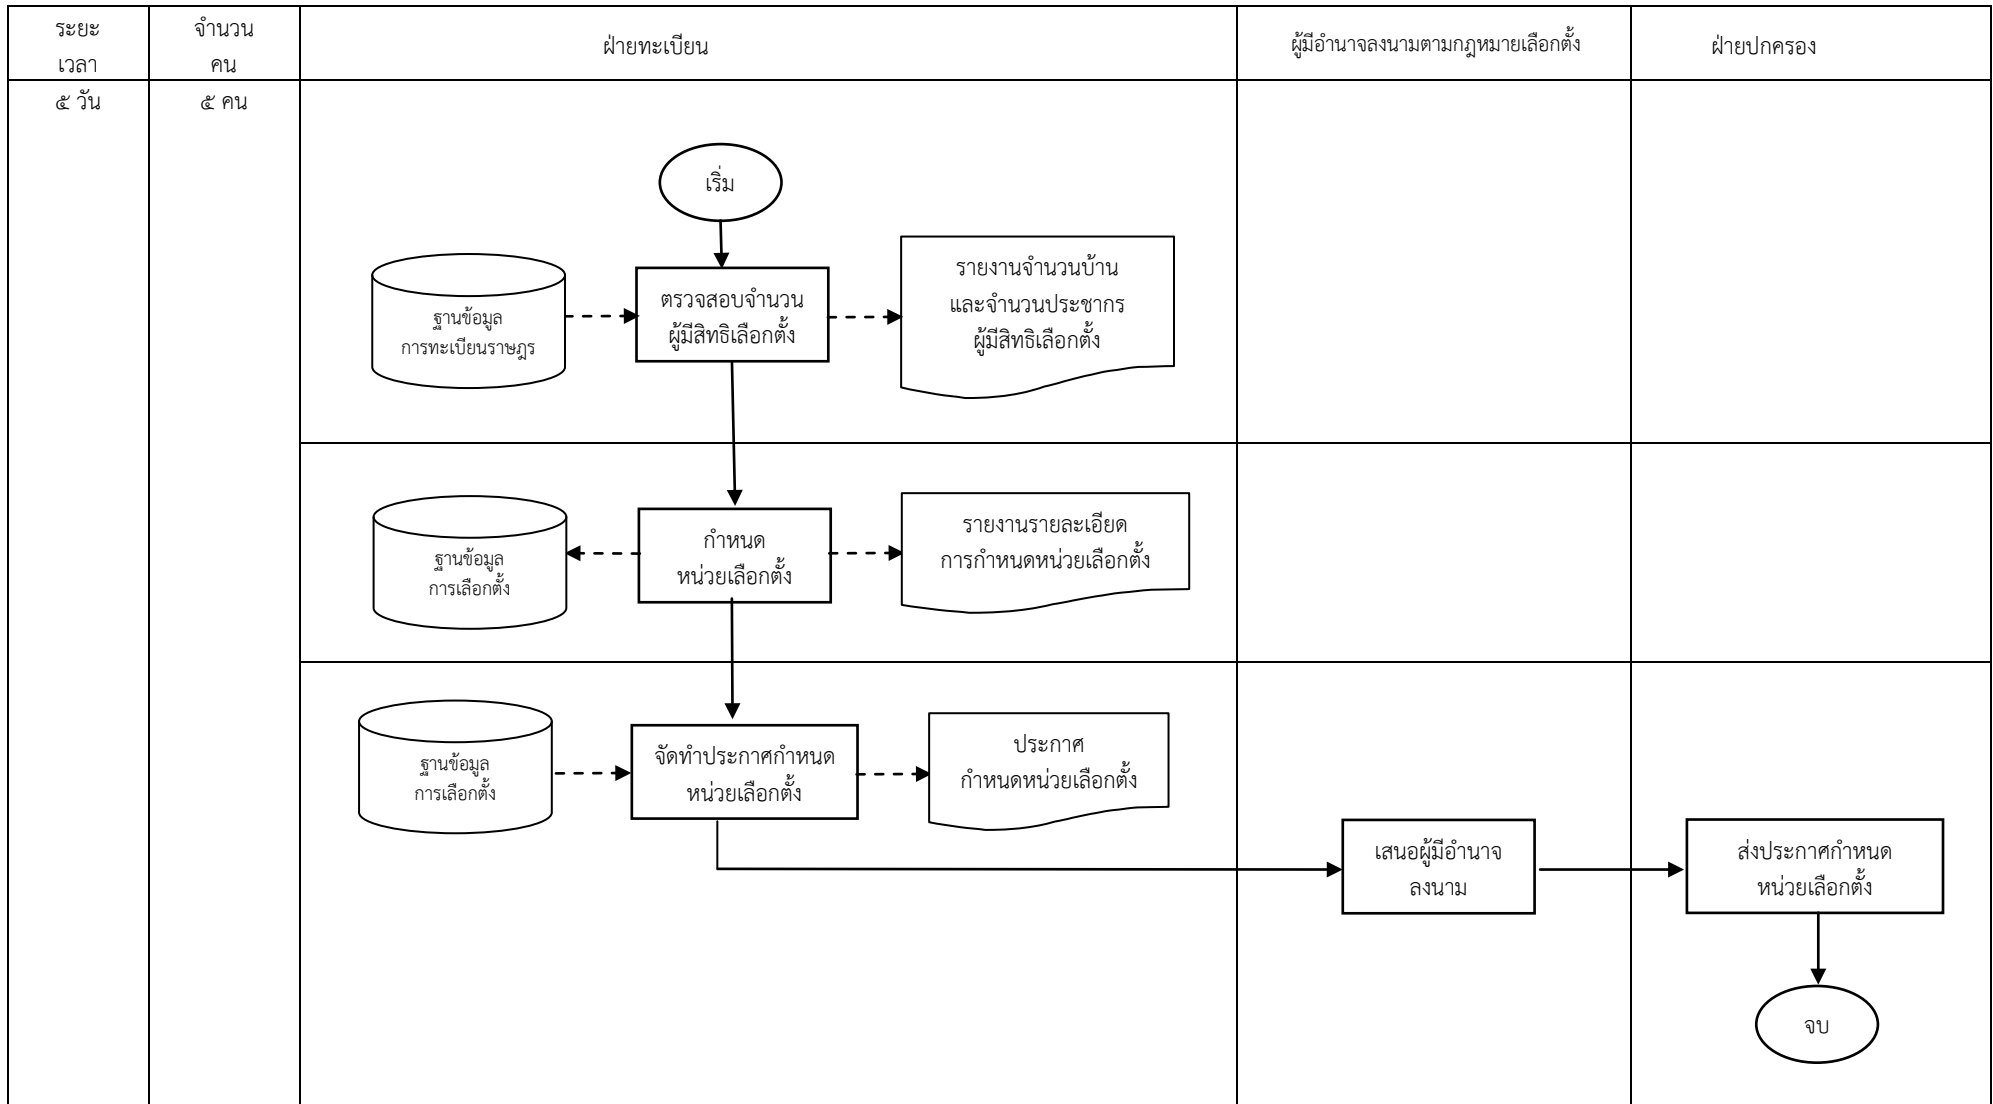 ระยะ
เวลา
จำนวน
คน
ฝ่ายทะเบียน
ผู้มีอำนาจลงนามตามกฎหมายเลือกตั้ง
ฝ่ายปกครอง
๕ วัน
๕ คน
เริ่ม
ฐานข้อมูล
การทะเบียนราษฎร
ตรวจสอบจำนวน
ผู้มีสิทธิเลือกตั้ง
รายงานจำนวนบ้าน
และจำนวนประชากร
ผู้มีสิทธิเลือกตั้ง
ฐานข้อมูล
การเลือกตั้ง
กำหนด
หน่วยเลือกตั้ง
รายงานรายละเอียด
การกำหนดหน่วยเลือกตั้ง
ฐานข้อมูล
การเลือกตั้ง
จัดทำประกาศกำหนด
หน่วยเลือกตั้ง
ประกาศ
กำหนดหน่วยเลือกตั้ง
เสนอผู้มีอำนาจ
ลงนาม
ส่งประกาศกำหนด
หน่วยเลือกตั้ง
จบ